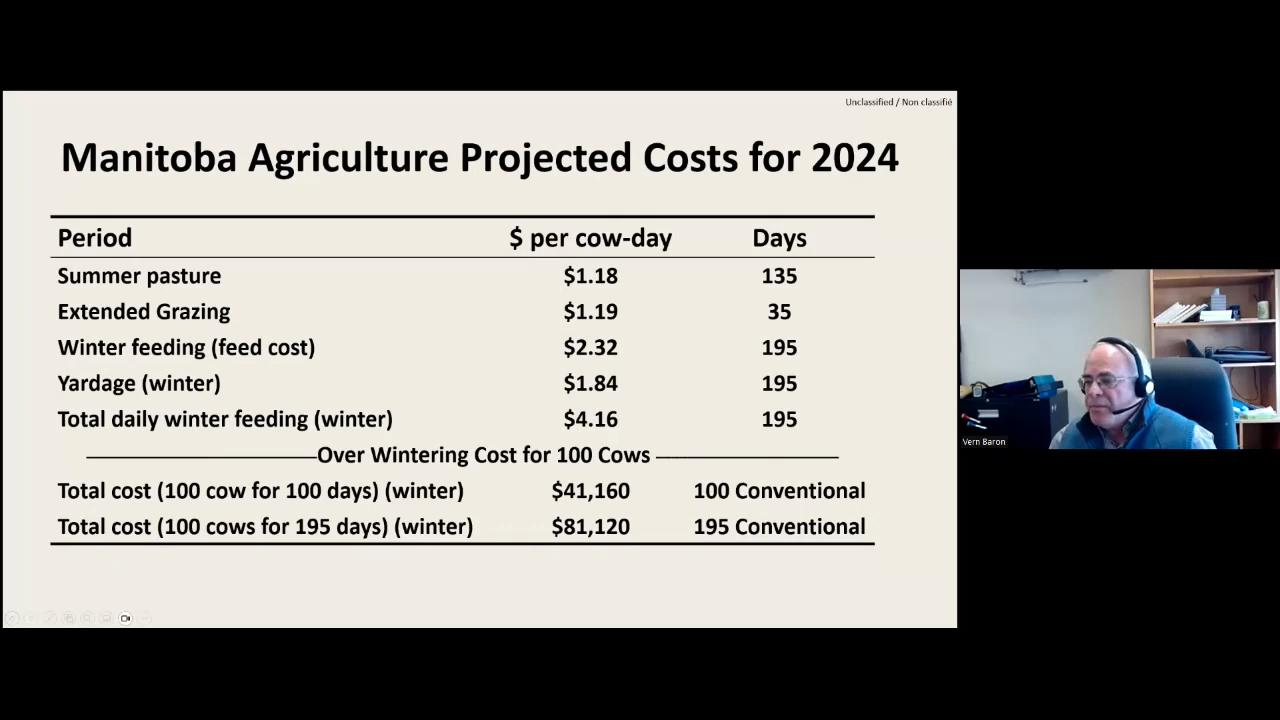 Unclassified / Non classifié
Manitoba Agriculture Projected Costs for 2024
Period $ per cow-day Days
Summer pasture $1.18 135
Extended Grazing $1.19 35
Winter feeding (feed cost) $2.32 195
Yardage (winter) $1.84 195
Total daily winter feeding (winter) $4.16 195
Over Wintering Cost for 100 Cows
Total cost (100 cow for 100 days) (winter) $41,160 100 Conventional
Total cost (100 cows for 195 days) (winter) $81,120 195 Conventional
Vern Baron